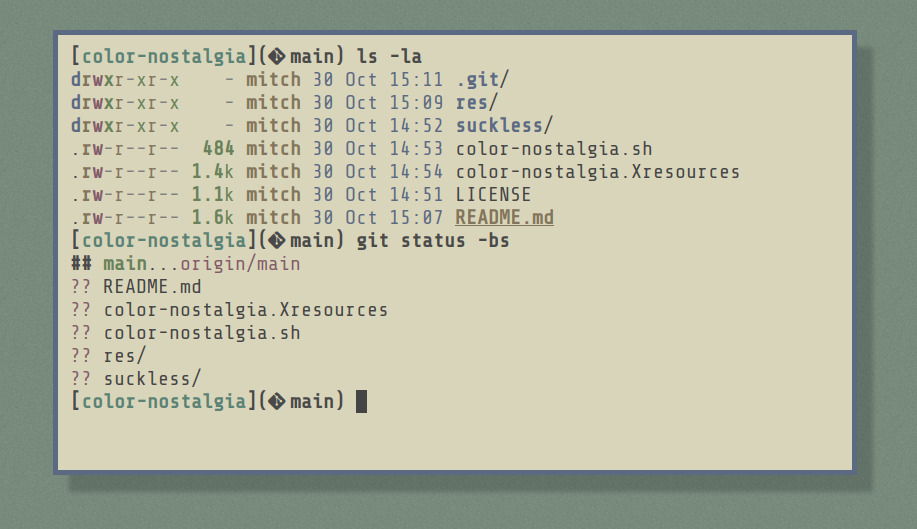 [color-nostalgia](main) ls -la
drwxr-xr-x    - mitch 30 Oct 15:11 .git/
drwxr-xr-x    - mitch 30 Oct 15:09 res/
drwxr-xr-x    - mitch 30 Oct 14:52 suckless/
.rw-r--r--  484 mitch 30 Oct 14:53 color-nostalgia.sh
.rw-r--r-- 1.4k mitch 30 Oct 14:54 color-nostalgia.Xresources
.rw-r--r-- 1.1k mitch 30 Oct 14:51 LICENSE
.rw-r--r-- 1.6k mitch 30 Oct 15:07 README.md
[color-nostalgia](main) git status -bs
## main...origin/main
?? README.md
?? color-nostalgia.Xresources
?? color-nostalgia.sh
?? res/
?? suckless/
[color-nostalgia](main)